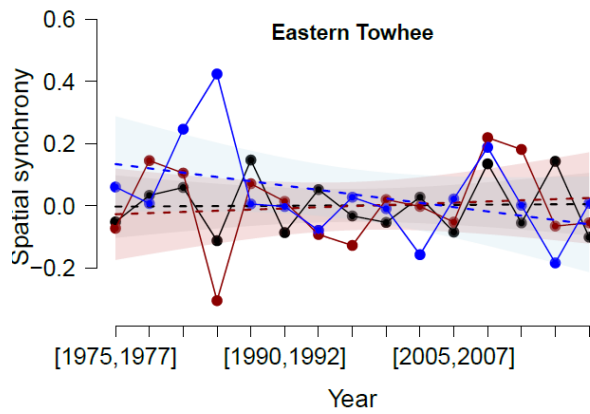 Eastern Towhee
Spatial synchrony
0.6
0.4
0.2
0.0
−0.2
[1975,1977] [1990,1992] [2005,2007]
Year